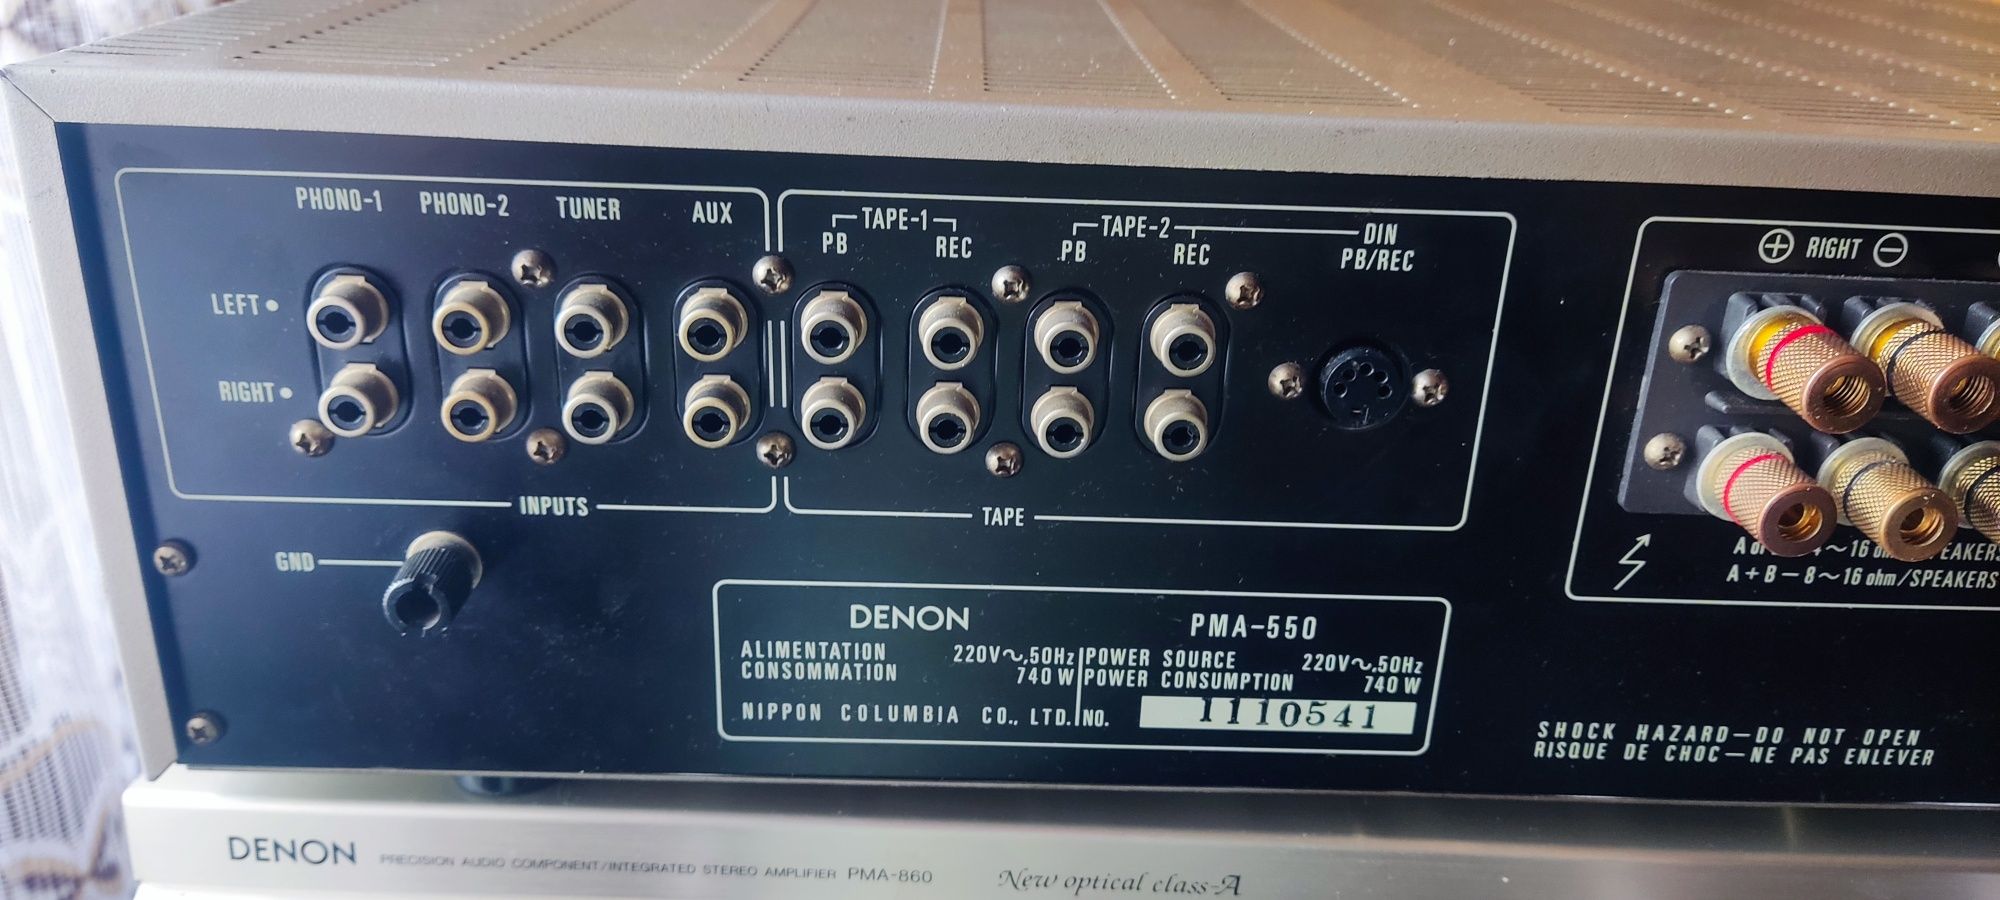 PHONO-1 PHONO-2 TUNER AUX
TAPE-1
PB REC
TAPE-2
PB REC
DIN
PB/REC
LEFT •
RIGHT •
INPUTS
TAPE
GND
⊕ RIGHT ⊖
A + B — 8 ~ 16 ohm/SPEAKERS
DENON PMA-550
ALIMENTATION 220V~,50Hz
CONSOMMATION 740 W
POWER SOURCE 220V~,50Hz
POWER CONSUMPTION 740 W
NIPPON COLUMBIA CO., LTD. NO. 1110541
SHOCK HAZARD—DO NOT OPEN
RISQUE DE CHOC—NE PAS ENLEVER
DENON PRECISION AUDIO COMPONENT/INTEGRATED STEREO AMPLIFIER PMA-860 New optical class-A